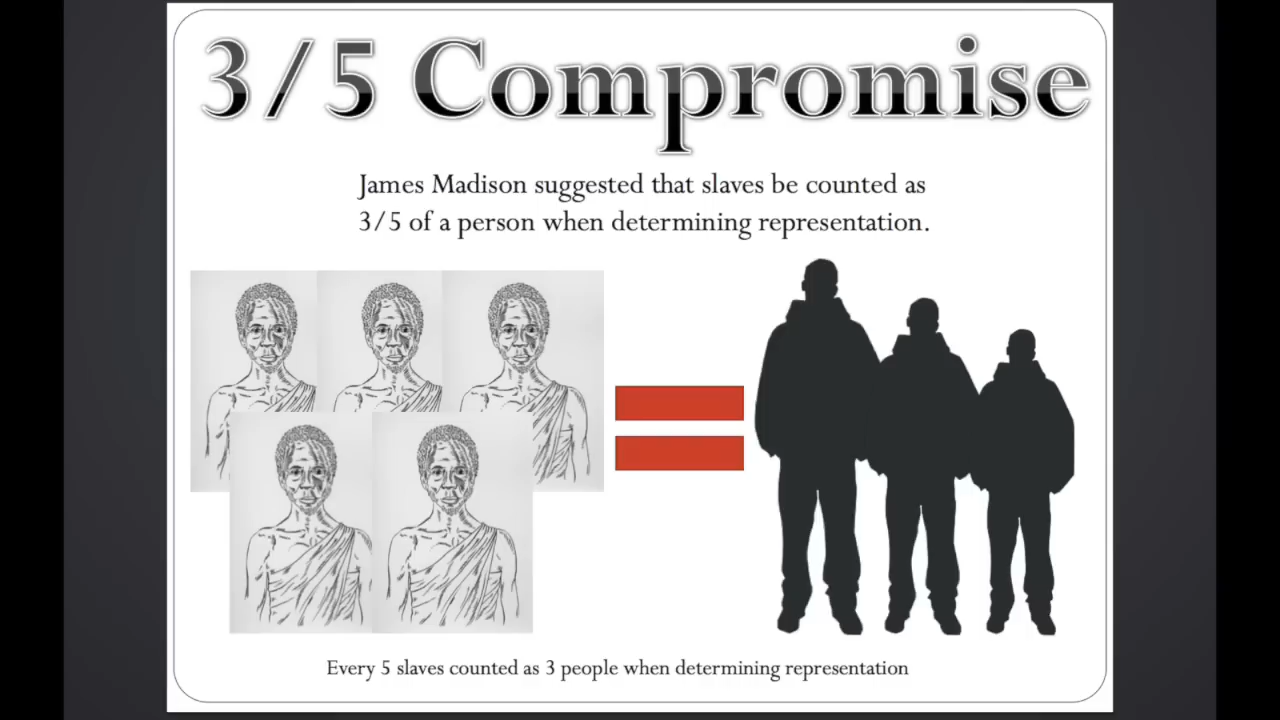 3/5 Compromise
James Madison suggested that slaves be counted as
3/5 of a person when determining representation.
Every 5 slaves counted as 3 people when determining representation